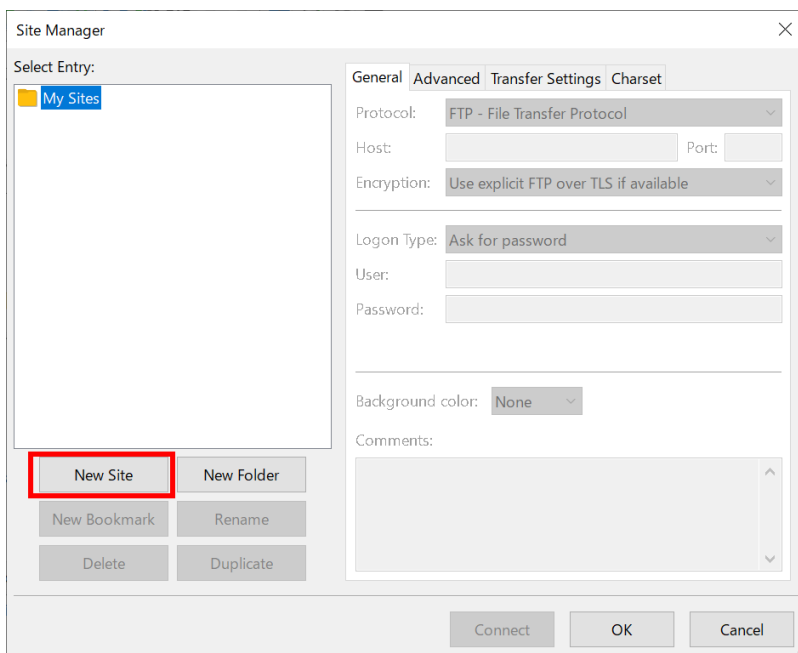 Site Manager
Select Entry:
My Sites
New Site
New Folder
New Bookmark
Rename
Delete
Duplicate
General
Advanced
Transfer Settings
Charset
Protocol:
FTP - File Transfer Protocol
Host:
Port:
Encryption:
Use explicit FTP over TLS if available
Logon Type:
Ask for password
User:
Password:
Background color:
None
Comments:
Connect
OK
Cancel